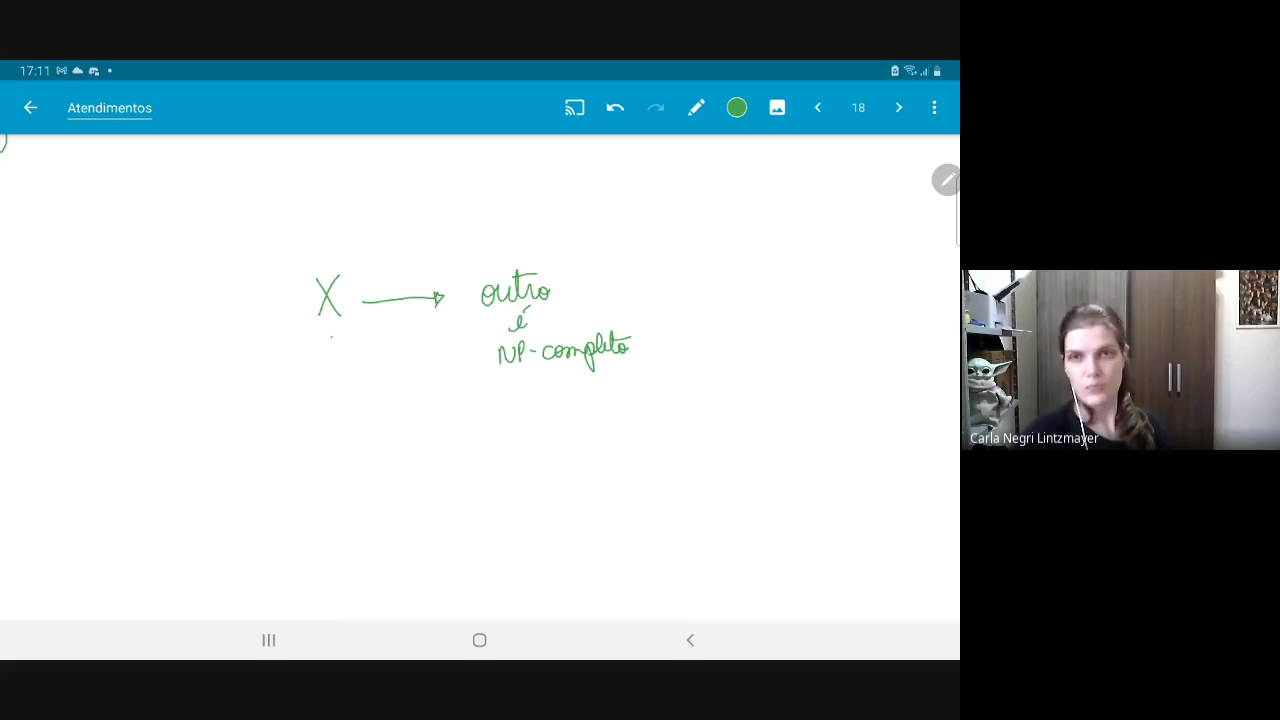 17:11
Atendimentos
18
X → outro
é
NP-completo
Carla Negri Lintzmayer